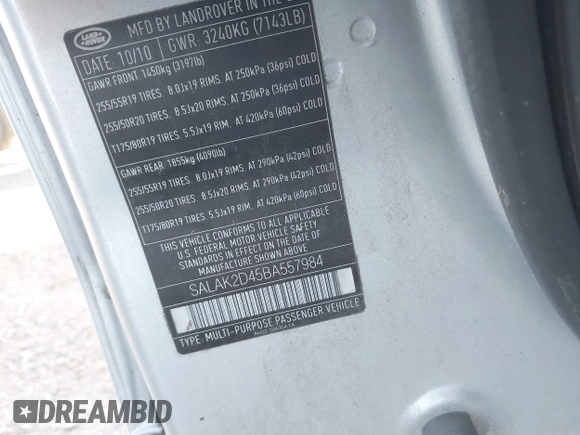 LAND
ROVER
MFD BY LANDROVER IN THE
DATE: 10/10 GWR: 3240KG (7143LB)
GAWR FRONT: 1450kg (3197lb)
255/55R19 TIRES. 8.0Jx19 RIMS. AT 250kPa (36psi) COLD
255/50R20 TIRES. 8.5Jx20 RIMS. AT 250kPa (36psi) COLD
T175/80R19 TIRES. 5.5Jx19 RIM. AT 420kPa (60psi) COLD
GAWR REAR: 1855kg (4090lb)
255/55R19 TIRES. 8.0Jx19 RIMS. AT 290kPa (42psi) COLD
255/50R20 TIRES. 8.5Jx20 RIMS. AT 290kPa (42psi) COLD
T175/80R19 TIRES. 5.5Jx19 RIM. AT 420kPa (60psi) COLD
THIS VEHICLE CONFORMS TO ALL APPLICABLE
U.S. FEDERAL MOTOR VEHICLE SAFETY
STANDARDS IN EFFECT ON THE DATE OF
MANUFACTURE SHOWN ABOVE.
SALAK2D45BA557984
TYPE: MULTI-PURPOSE PASSENGER VEHICLE
DREAMBID